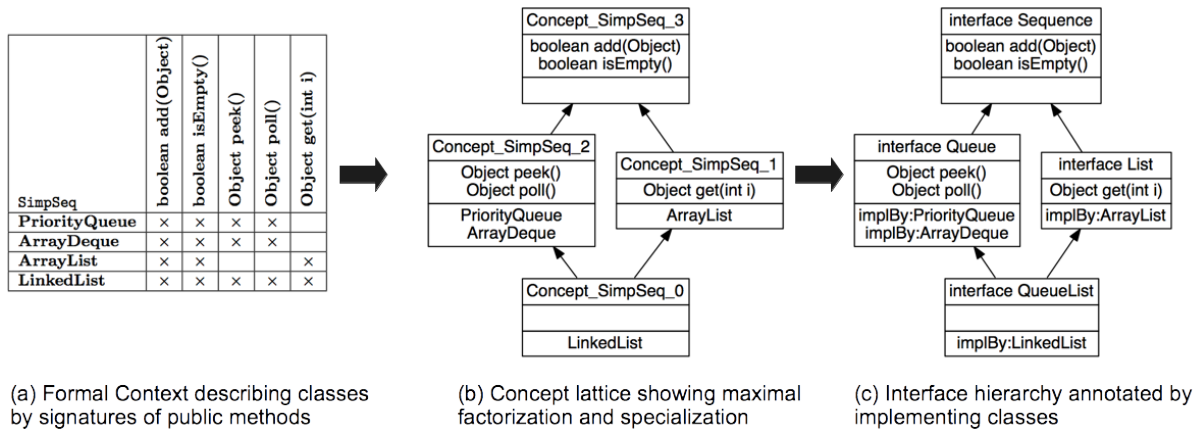 SimpSeq
boolean add(Object)
boolean isEmpty()
Object peek()
Object poll()
Object get(int i)
PriorityQueue × × × ×
ArrayDeque × × × ×
ArrayList × × ×
LinkedList × × × × ×
(a) Formal Context describing classes
by signatures of public methods
Concept_SimpSeq_3
boolean add(Object)
boolean isEmpty()
Concept_SimpSeq_2
Object peek()
Object poll()
PriorityQueue
ArrayDeque
Concept_SimpSeq_1
Object get(int i)
ArrayList
Concept_SimpSeq_0
LinkedList
(b) Concept lattice showing maximal
factorization and specialization
interface Sequence
boolean add(Object)
boolean isEmpty()
interface Queue
Object peek()
Object poll()
implBy:PriorityQueue
implBy:ArrayDeque
interface List
Object get(int i)
implBy:ArrayList
interface QueueList
implBy:LinkedList
(c) Interface hierarchy annotated by
implementing classes